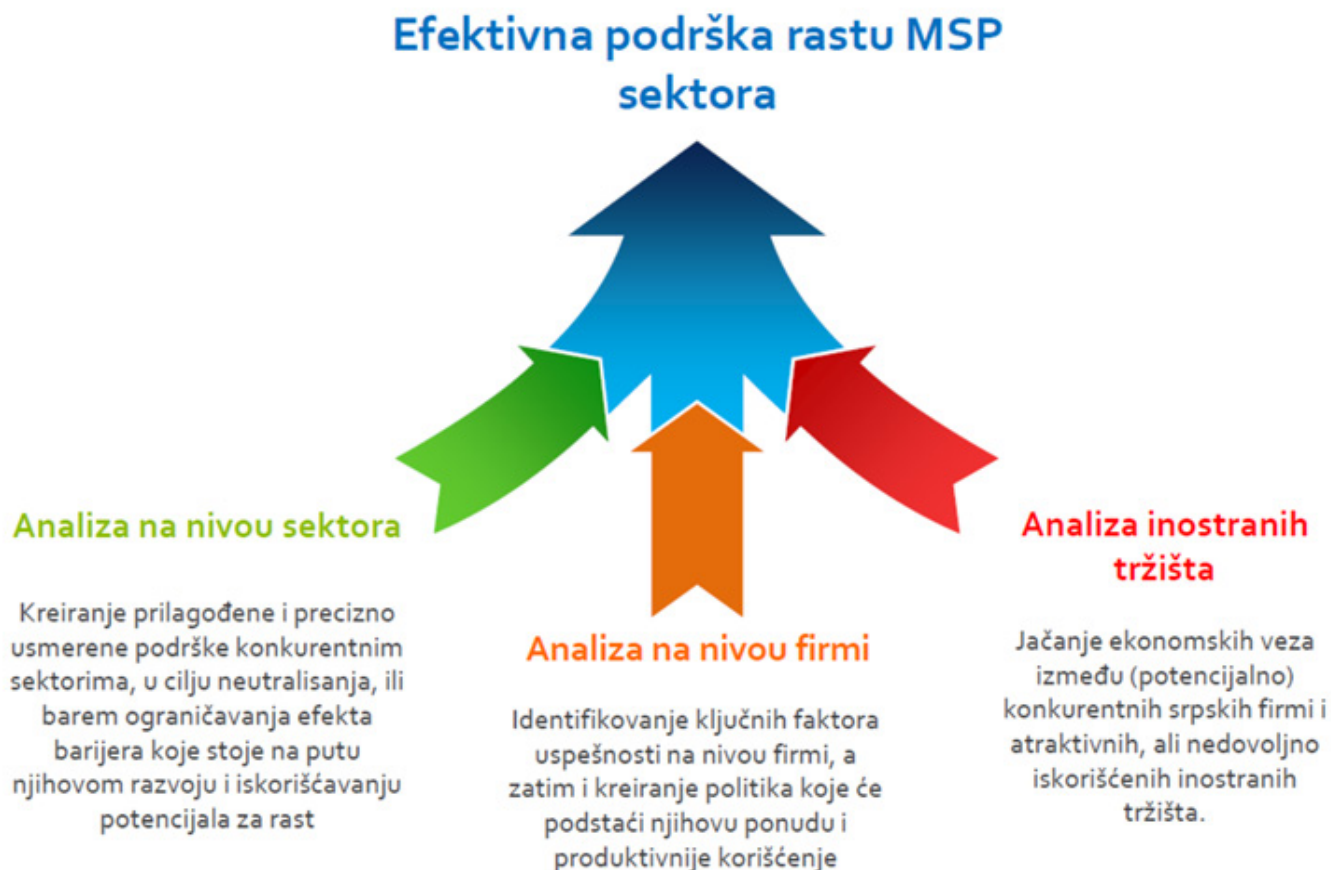 Efektivna podrška rastu MSP
sektora
Analiza na nivou sektora
Kreiranje prilagođene i precizno
usmerene podrške konkurentnim
sektorima, u cilju neutralisanja, ili
barem ograničavanja efekta
barijera koje stoje na putu
njihovom razvoju i iskorišćavanju
potencijala za rast
Analiza na nivou firmi
Identifikovanje ključnih faktora
uspešnosti na nivou firmi, a
zatim i kreiranje politika koje će
podstaći njihovu ponudu i
produktivnije korišćenje
Analiza inostranih
tržišta
Jačanje ekonomskih veza
između (potencijalno)
konkurentnih srpskih firmi i
atraktivnih, ali nedovoljno
iskorišćenih inostranih
tržišta.